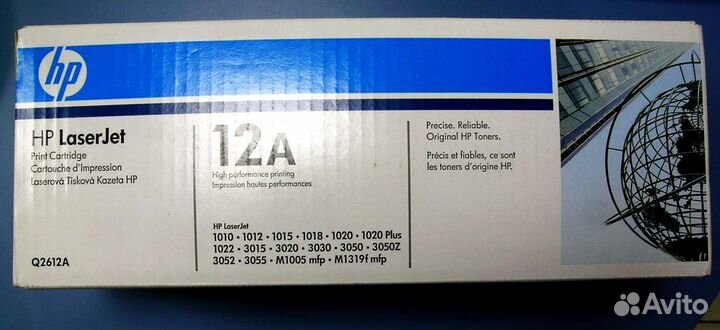 hp
HP LaserJet
Print Cartridge
Cartouche d'Impression
Laserová Tisková Kazeta HP
Q2612A
12A
High performance printing
Impression hautes performances
HP LaserJet
1010 • 1012 • 1015 • 1018 • 1020 • 1020 Plus
1022 • 3015 • 3020 • 3030 • 3050 • 3050Z
3052 • 3055 • M1005 mfp • M1319f mfp
Precise. Reliable.
Original HP Toners.
Précis et fiables, ce sont
les toners d'origine HP.
Avito